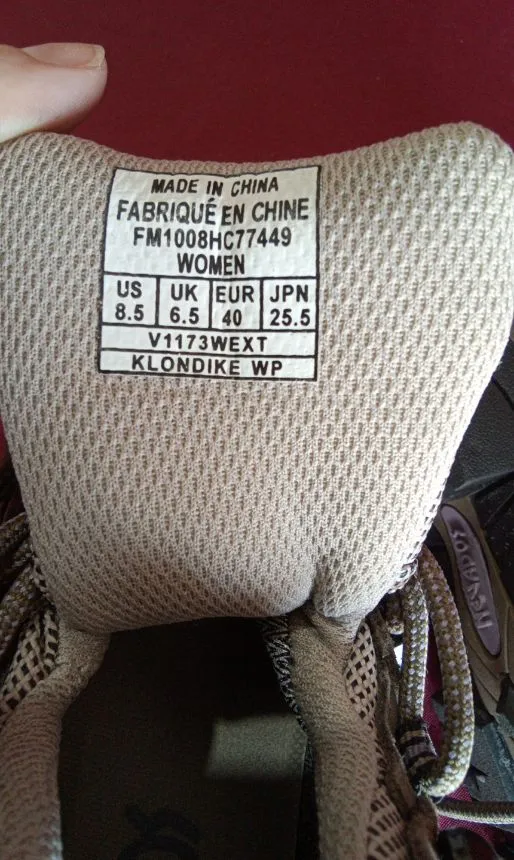 MADE IN CHINA
FABRIQUÉ EN CHINE
FM1008HC77449
WOMEN
US UK EUR JPN
8.5 6.5 40 25.5
V1173WEXT
KLONDIKE WP